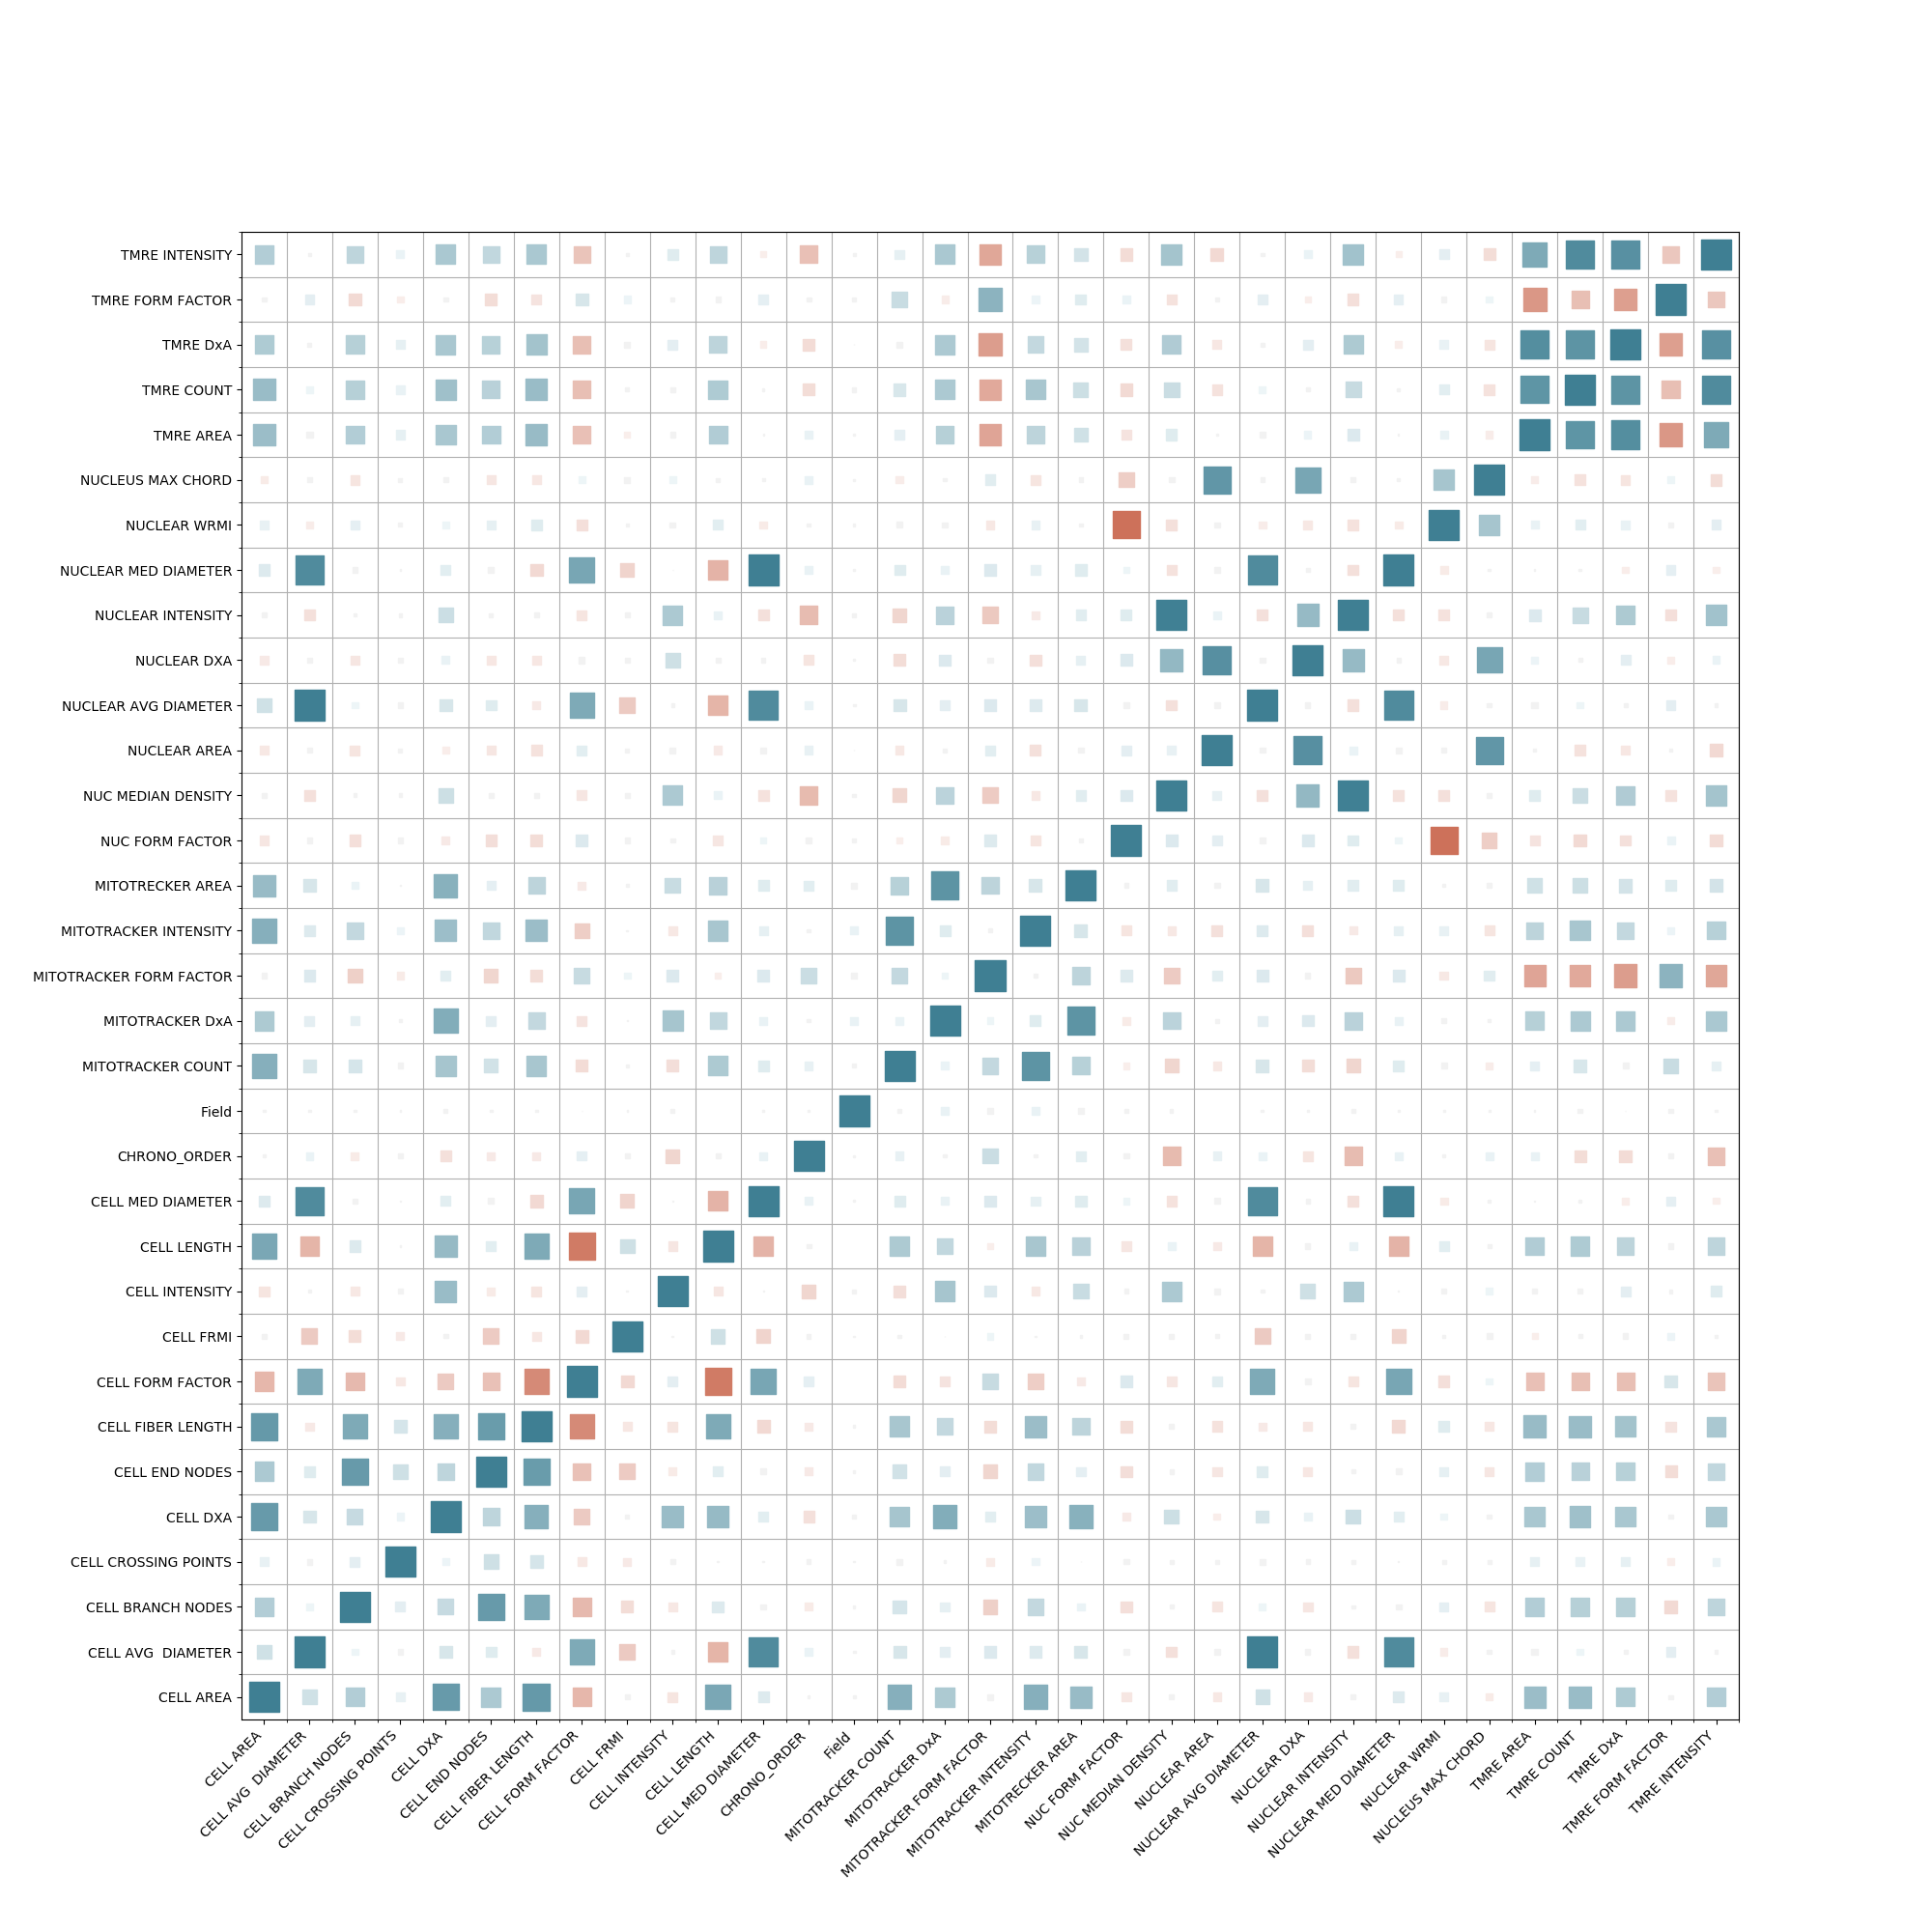 TMRE INTENSITY
TMRE FORM FACTOR
TMRE DxA
TMRE COUNT
TMRE AREA
NUCLEUS MAX CHORD
NUCLEAR WRMI
NUCLEAR MED DIAMETER
NUCLEAR INTENSITY
NUCLEAR DXA
NUCLEAR AVG DIAMETER
NUCLEAR AREA
NUC MEDIAN DENSITY
NUC FORM FACTOR
MITOTRECKER AREA
MITOTRACKER INTENSITY
MITOTRACKER FORM FACTOR
MITOTRACKER DxA
MITOTRACKER COUNT
Field
CHRONO_ORDER
CELL MED DIAMETER
CELL LENGTH
CELL INTENSITY
CELL FRMI
CELL FORM FACTOR
CELL FIBER LENGTH
CELL END NODES
CELL DXA
CELL CROSSING POINTS
CELL BRANCH NODES
CELL AVG  DIAMETER
CELL AREA
CELL AREA
CELL AVG  DIAMETER
CELL BRANCH NODES
CELL CROSSING POINTS
CELL DXA
CELL END NODES
CELL FIBER LENGTH
CELL FORM FACTOR
CELL FRMI
CELL INTENSITY
CELL LENGTH
CELL MED DIAMETER
CHRONO_ORDER
Field
MITOTRACKER COUNT
MITOTRACKER DxA
MITOTRACKER FORM FACTOR
MITOTRACKER INTENSITY
MITOTRECKER AREA
NUC FORM FACTOR
NUC MEDIAN DENSITY
NUCLEAR AREA
NUCLEAR AVG DIAMETER
NUCLEAR DXA
NUCLEAR INTENSITY
NUCLEAR MED DIAMETER
NUCLEAR WRMI
NUCLEUS MAX CHORD
TMRE AREA
TMRE COUNT
TMRE DxA
TMRE FORM FACTOR
TMRE INTENSITY